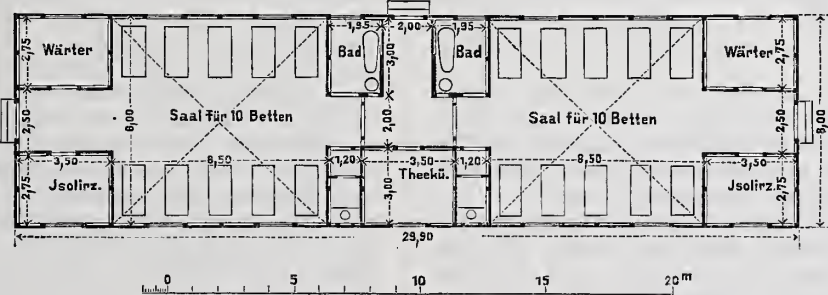 1,95 2,00 1,95
Wärter 2,75 Bad 3,00 Bad Wärter 2,75
2,50 Saal für 10 Betten 8,00 2,00 Saal für 10 Betten 2,50 8,00
3,50 8,50 1,20 3,50 1,20 8,50 3,50
Jsolirz. 2,75 3,00 Theekü. Jsolirz. 2,75
29,90
0 5 10 15 20 m